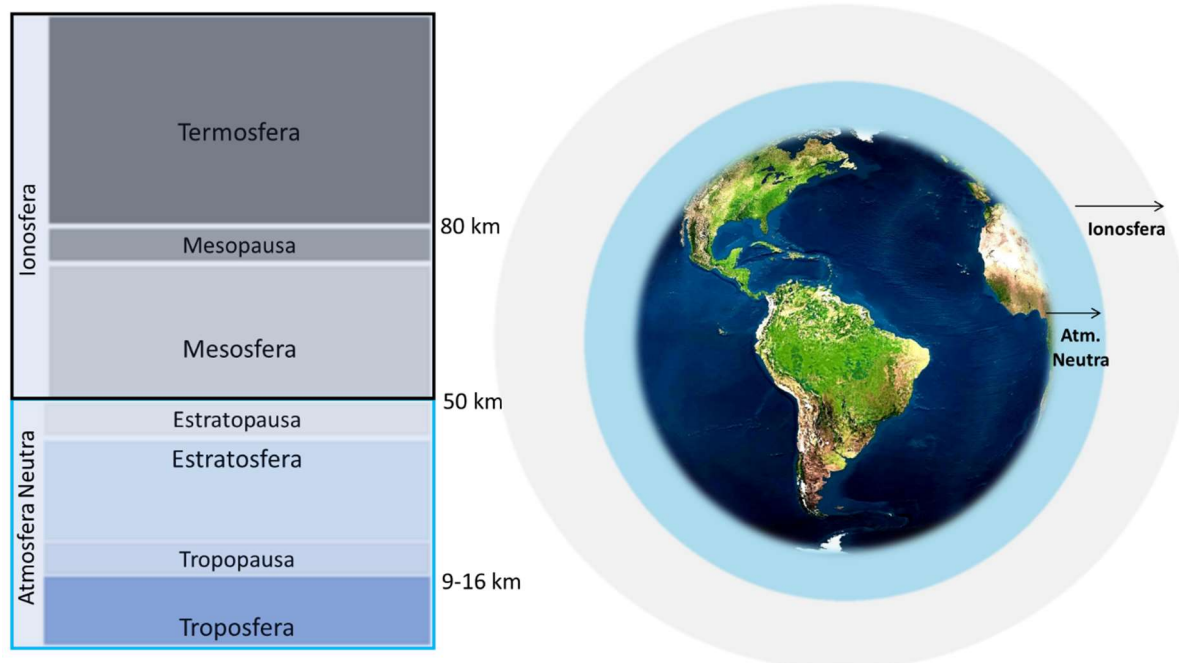 Ionosfera
Termosfera
80 km
Mesopausa
Mesosfera
50 km
Atmosfera Neutra
Estratopausa
Estratosfera
Tropopausa
9-16 km
Troposfera
Ionosfera
Atm.
Neutra